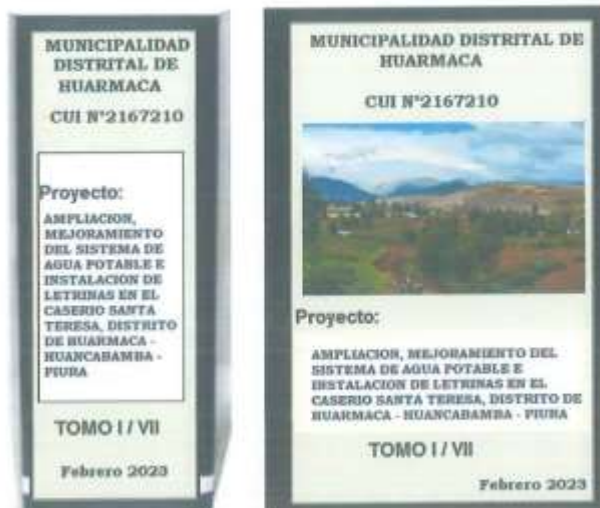 MUNICIPALIDAD
DISTRITAL DE
HUARMACA
CUI N°2167210
Proyecto:
AMPLIACION,
MEJORAMIENTO
DEL SISTEMA DE
AGUA POTABLE E
INSTALACION DE
LETRINAS EN EL
CASERIO SANTA
TERESA, DISTRITO
DE HUARMACA -
HUANCABAMBA -
PIURA
TOMO I / VII
Febrero 2023
MUNICIPALIDAD DISTRITAL DE
HUARMACA
CUI N°2167210
Proyecto:
AMPLIACION, MEJORAMIENTO DEL
SISTEMA DE AGUA POTABLE E
INSTALACION DE LETRINAS EN EL
CASERIO SANTA TERESA, DISTRITO DE
HUARMACA - HUANCABAMBA - PIURA
TOMO I / VII
Febrero 2023